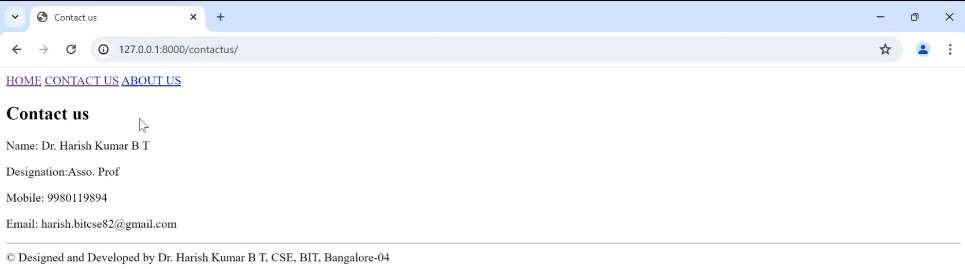 Contact us
127.0.0.1:8000/contactus/
HOME CONTACT US ABOUT US
Contact us
Name: Dr. Harish Kumar B T
Designation:Asso. Prof
Mobile: 9980119894
Email: harish.bitcse82@gmail.com
© Designed and Developed by Dr. Harish Kumar B T, CSE, BIT, Bangalore-04